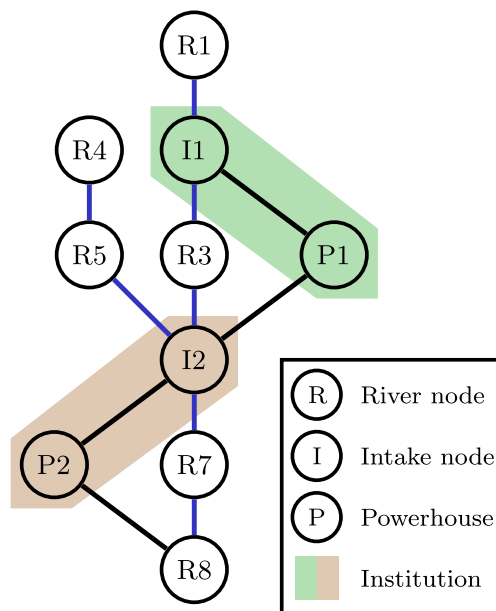 R1
R4
I1
R5
R3
P1
I2
P2
R7
R8
R River node
I Intake node
P Powerhouse
Institution